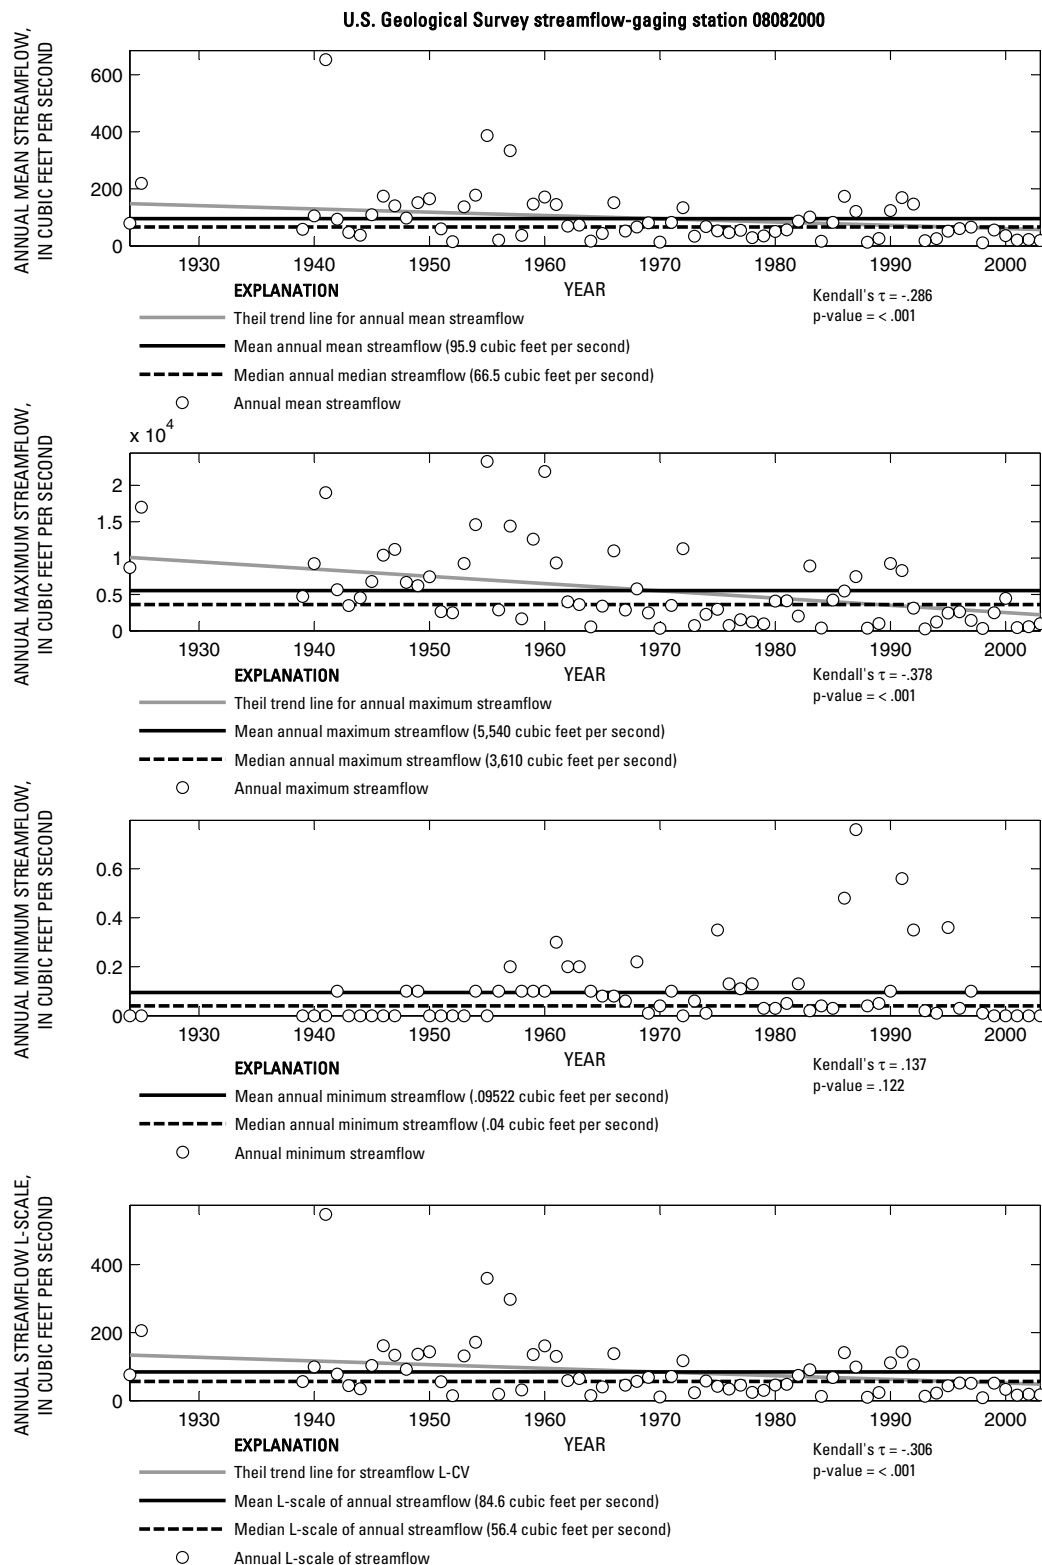 U.S. Geological Survey streamflow-gaging station 08082000
ANNUAL MEAN STREAMFLOW,
IN CUBIC FEET PER SECOND
600
400
200
0
1930 1940 1950 1960 1970 1980 1990 2000
YEAR
EXPLANATION
Theil trend line for annual mean streamflow
Mean annual mean streamflow (95.9 cubic feet per second)
Median annual median streamflow (66.5 cubic feet per second)
Annual mean streamflow
Kendall's τ = -.286
p-value = < .001
ANNUAL MAXIMUM STREAMFLOW,
IN CUBIC FEET PER SECOND
x 10^4
2
1.5
1
0.5
0
1930 1940 1950 1960 1970 1980 1990 2000
YEAR
EXPLANATION
Theil trend line for annual maximum streamflow
Mean annual maximum streamflow (5,540 cubic feet per second)
Median annual maximum streamflow (3,610 cubic feet per second)
Annual maximum streamflow
Kendall's τ = -.378
p-value = < .001
ANNUAL MINIMUM STREAMFLOW,
IN CUBIC FEET PER SECOND
0.6
0.4
0.2
0
1930 1940 1950 1960 1970 1980 1990 2000
YEAR
EXPLANATION
Mean annual minimum streamflow (.09522 cubic feet per second)
Median annual minimum streamflow (.04 cubic feet per second)
Annual minimum streamflow
Kendall's τ = .137
p-value = .122
ANNUAL STREAMFLOW L-SCALE,
IN CUBIC FEET PER SECOND
400
200
0
1930 1940 1950 1960 1970 1980 1990 2000
YEAR
EXPLANATION
Theil trend line for streamflow L-CV
Mean L-scale of annual streamflow (84.6 cubic feet per second)
Median L-scale of annual streamflow (56.4 cubic feet per second)
Annual L-scale of streamflow
Kendall's τ = -.306
p-value = < .001